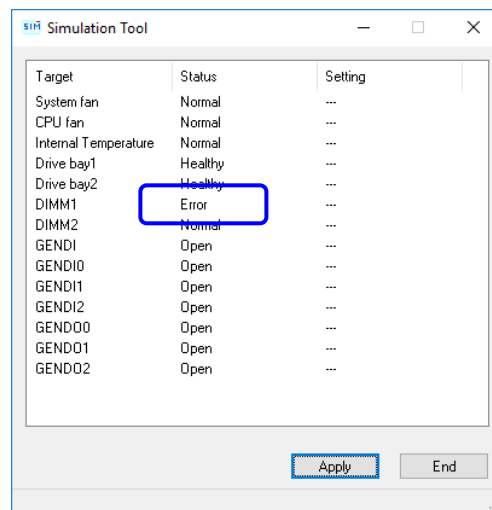 SIM Simulation Tool
Target Status Setting
System fan Normal ---
CPU fan Normal ---
Internal Temperature Normal ---
Drive bay1 Healthy ---
Drive bay2 Healthy ---
DIMM1 Error ---
DIMM2 Normal ---
GENDI Open ---
GENDI0 Open ---
GENDI1 Open ---
GENDI2 Open ---
GENDO0 Open ---
GENDO1 Open ---
GENDO2 Open ---
Apply End